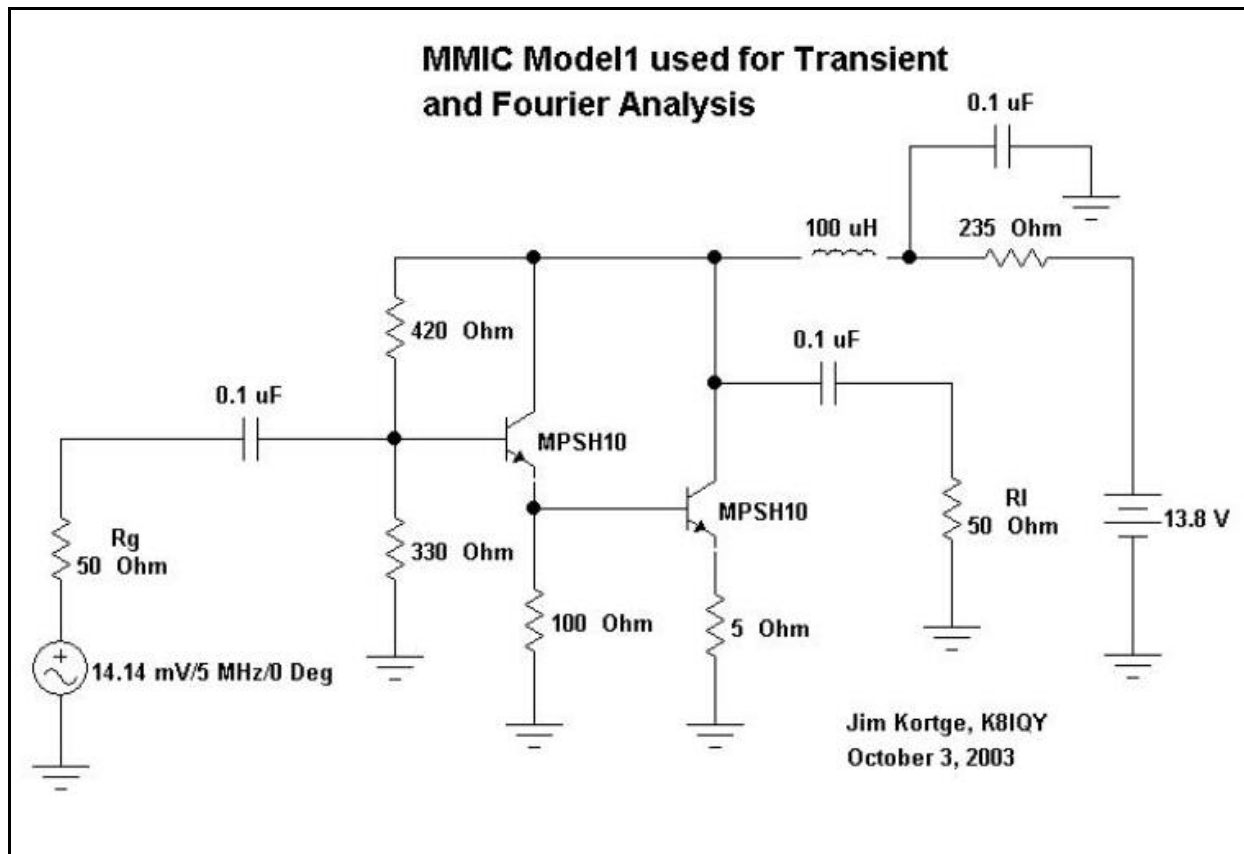 MMIC Model1 used for Transient
and Fourier Analysis
0.1 uF
100 uH
235 Ohm
420 Ohm
0.1 uF
0.1 uF
MPSH10
MPSH10
Rl
50 Ohm
13.8 V
Rg
50 Ohm
330 Ohm
100 Ohm
5 Ohm
14.14 mV/5 MHz/0 Deg
Jim Kortge, K8IQY
October 3, 2003